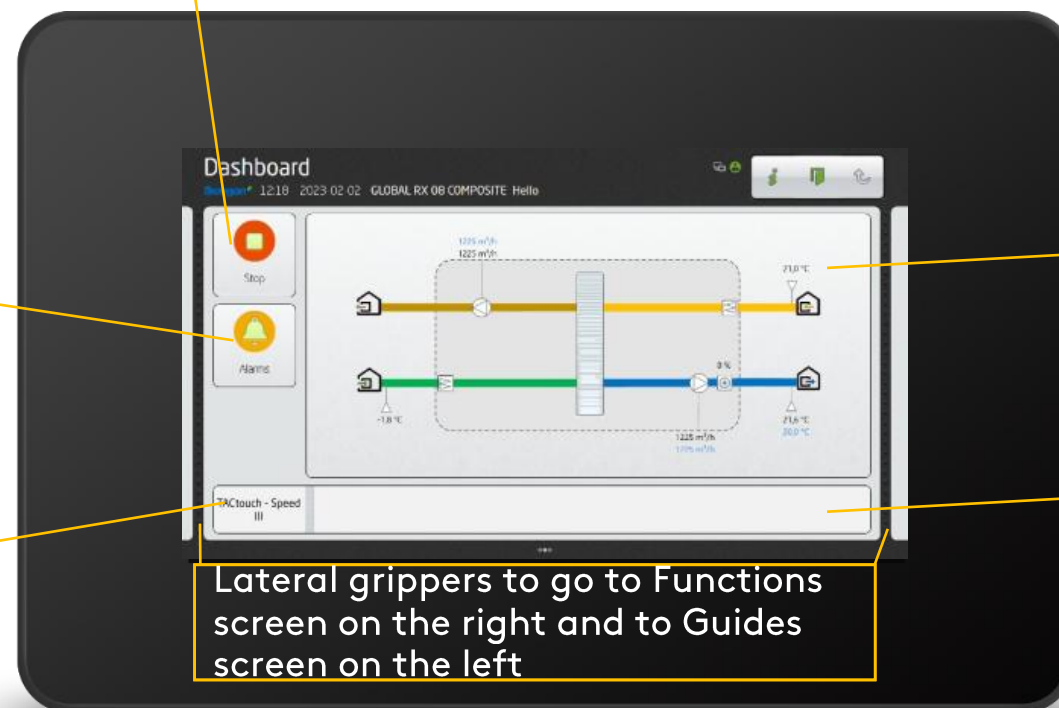 Dashboard
12:18 2023 02 02 GLOBAL RX 08 COMPOSITE Hello
Stop
1225 m³/h
1225 m³/h
21,0 °C
Alarms
0 %
-1,8 °C
21,6 °C
20,0 °C
1225 m³/h
1225 m³/h
TACtouch - Speed
III
Lateral grippers to go to Functions
screen on the right and to Guides
screen on the left